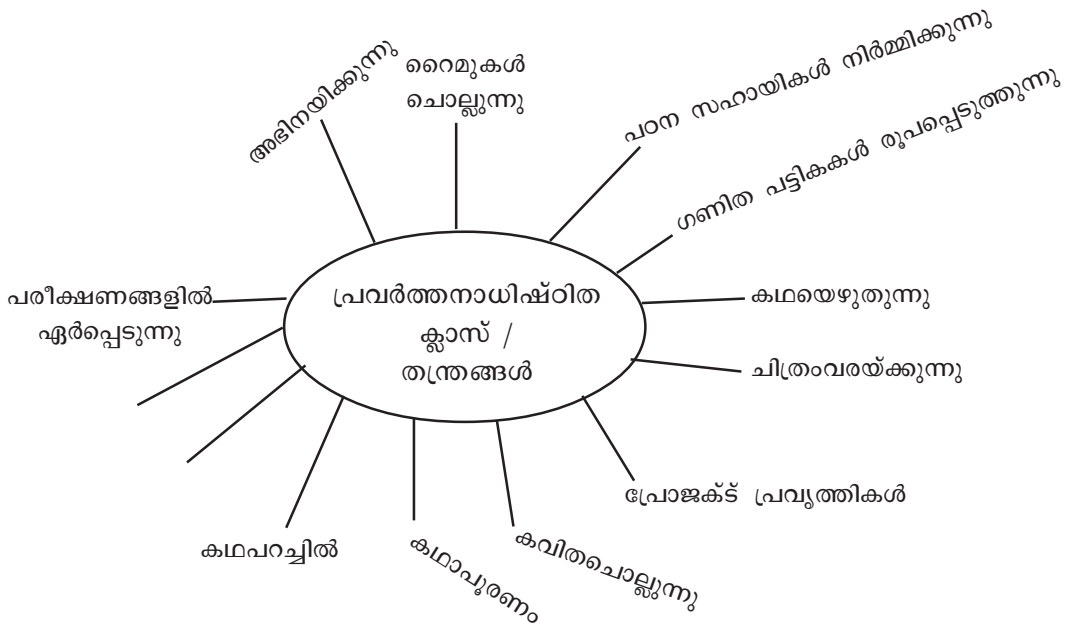 അഭിനയിക്കുന്നു
റൈമുകൾ
ചൊല്ലുന്നു
പഠന സഹായികൾ നിർമ്മിക്കുന്നു
ഗണിത പട്ടികകൾ രൂപപ്പെടുത്തുന്നു
കഥയെഴുതുന്നു
ചിത്രംവരയ്ക്കുന്നു
പ്രോജക്ട് പ്രവൃത്തികൾ
കവിതചൊല്ലുന്നു
കഥാപൂരണം
കഥപറച്ചിൽ
പരീക്ഷണങ്ങളിൽ
ഏർപ്പെടുന്നു
പ്രവർത്തനാധിഷ്ഠിത
ക്ലാസ് /
തന്ത്രങ്ങൾ